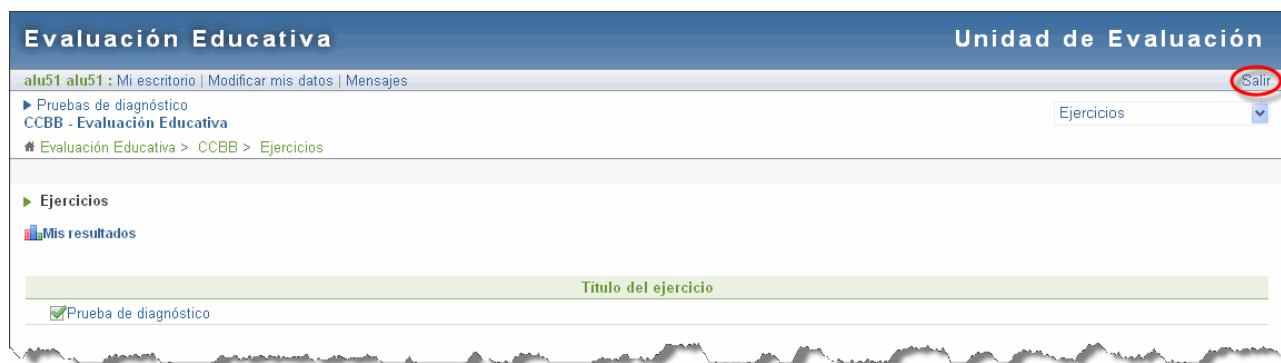 Evaluación Educativa Unidad de Evaluación
alu51 alu51 : Mi escritorio | Modificar mis datos | Mensajes Salir
Pruebas de diagnóstico
CCBB - Evaluación Educativa Ejercicios
Evaluación Educativa > CCBB > Ejercicios
Ejercicios
Mis resultados
Título del ejercicio
Prueba de diagnóstico